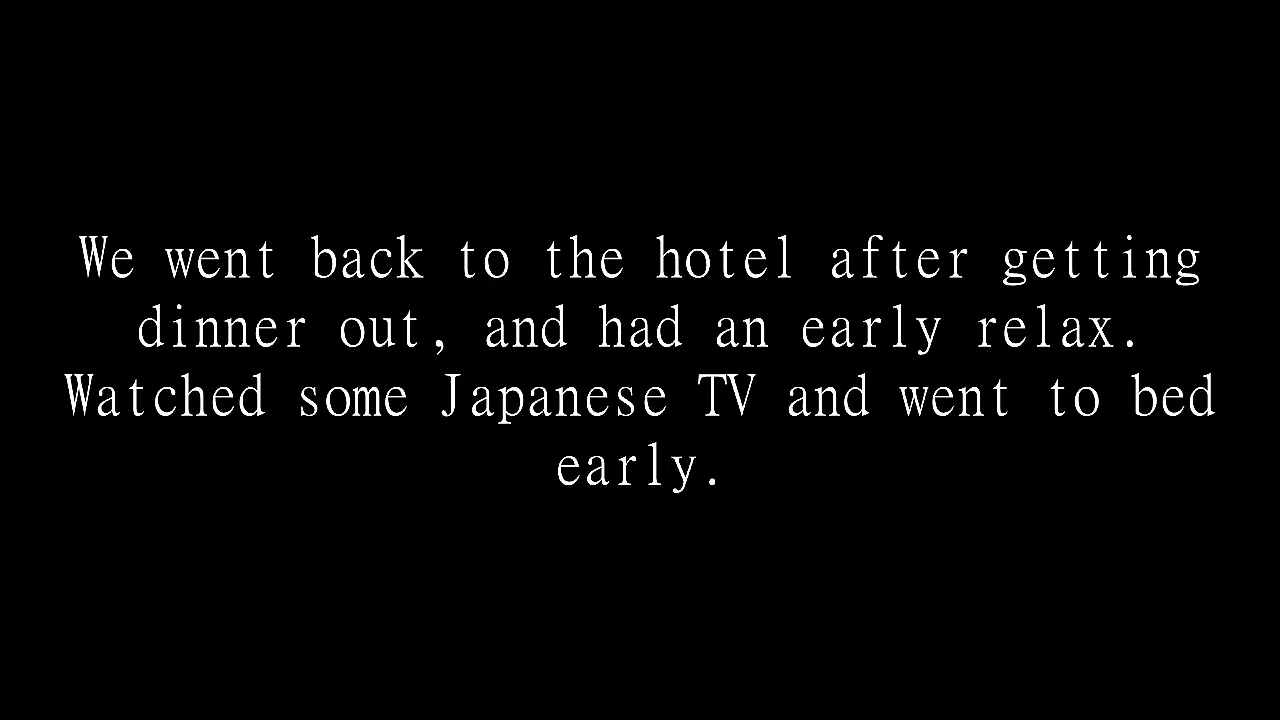 We went back to the hotel after getting
dinner out, and had an early relax.
Watched some Japanese TV and went to bed
early.